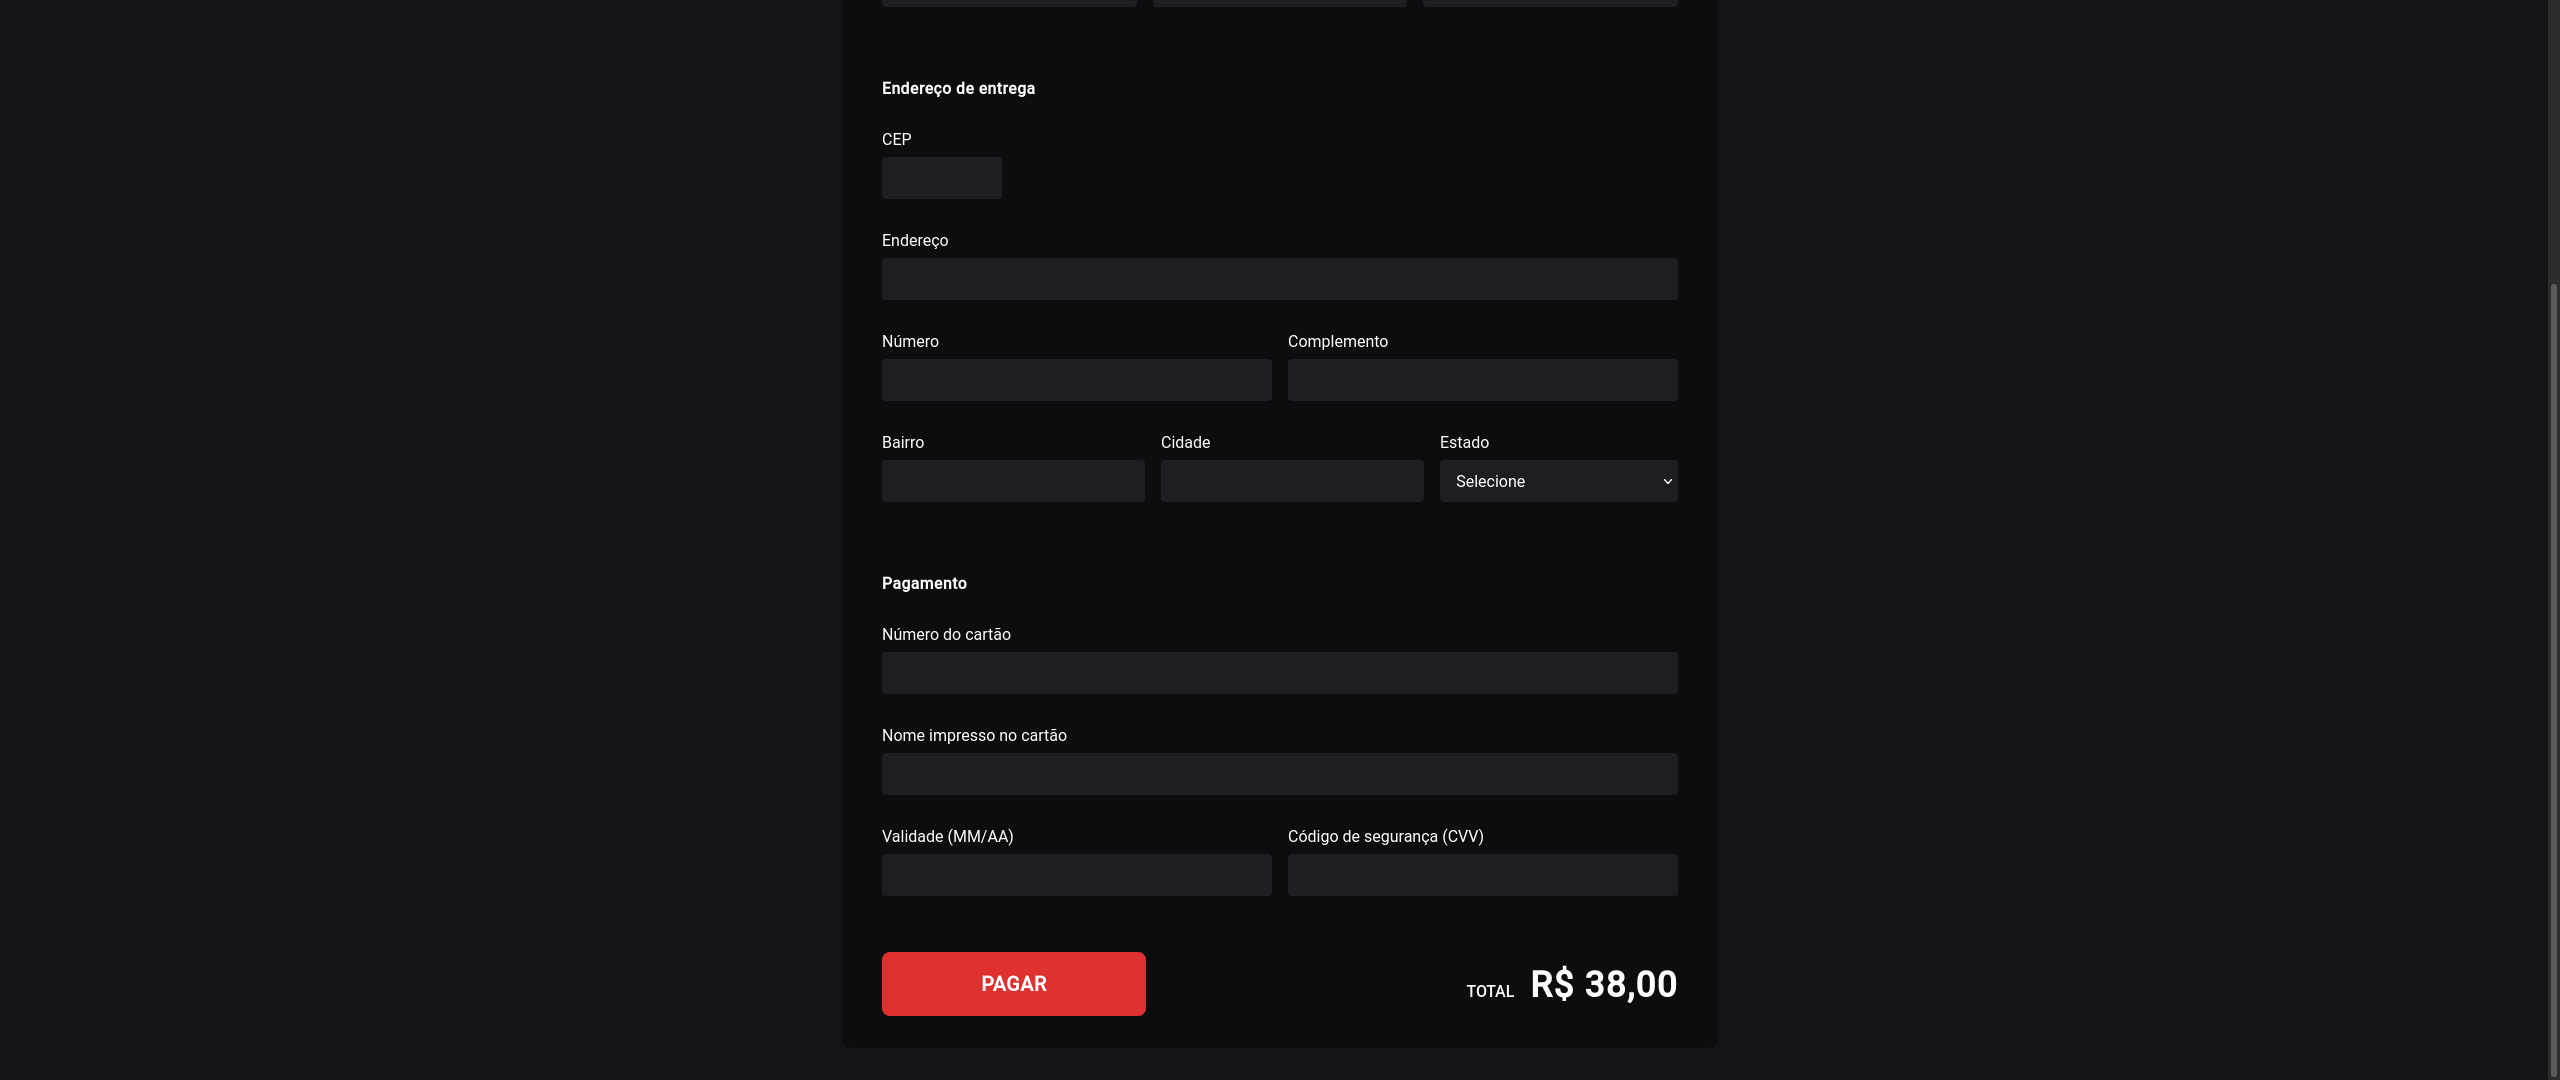 Endereço de entrega
CEP
Endereço
Número Complemento
Bairro Cidade Estado
Selecione
Pagamento
Número do cartão
Nome impresso no cartão
Validade (MM/AA) Código de segurança (CVV)
PAGAR TOTAL R$ 38,00